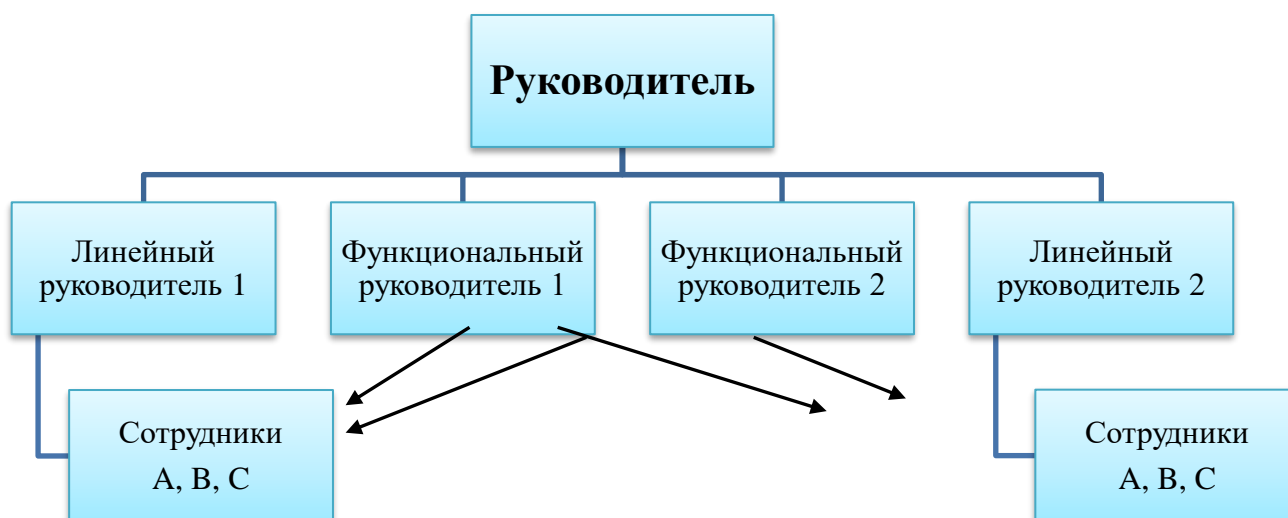 Руководитель
Линейный
руководитель 1
Функциональный
руководитель 1
Функциональный
руководитель 2
Линейный
руководитель 2
Сотрудники
А, В, С
Сотрудники
А, В, С